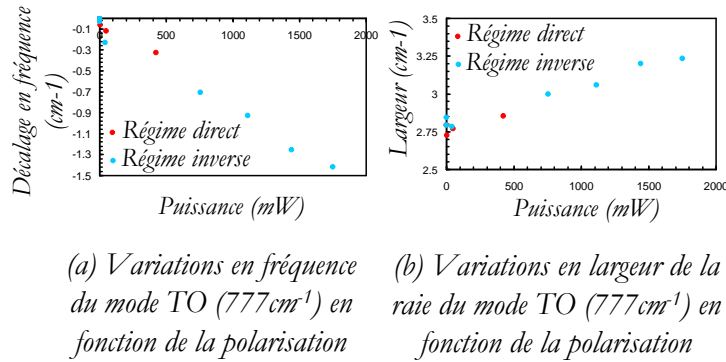 0
500
1000
1500
2000
-0.1
-0.3
-0.5
-0.7
-0.9
-1.1
-1.3
-1.5
Décalage en fréquence
(cm-1)
Régime direct
Régime inverse
Puissance (mW)
3.5
3.25
3
2.75
2.5
Largeur (cm-1)
Régime direct
Régime inverse
0
500
1000
1500
2000
Puissance (mW)
(a) Variations en fréquence
du mode TO (777cm-1) en
fonction de la polarisation
(b) Variations en largeur de la
raie du mode TO (777cm-1) en
fonction de la polarisation